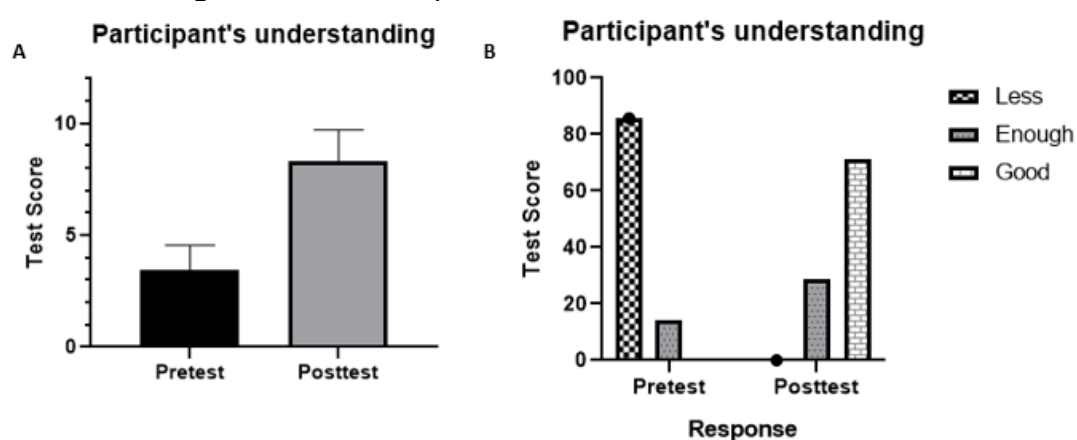 A
Participant's understanding
Test Score
10
5
0
Pretest
Posttest
B
Participant's understanding
Test Score
100
80
60
40
20
0
Pretest
Posttest
Response
Less
Enough
Good